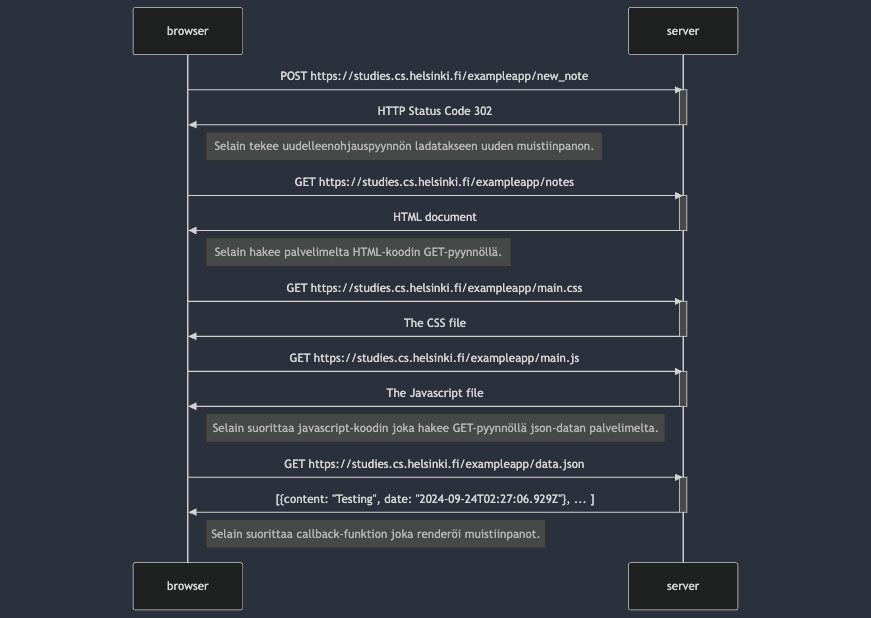 browser
server
POST https://studies.cs.helsinki.fi/exampleapp/new_note
HTTP Status Code 302
Selain tekee uudelleenohjauspyynnön ladatakseen uuden muistiinpanon.
GET https://studies.cs.helsinki.fi/exampleapp/notes
HTML document
Selain hakee palvelimelta HTML-koodin GET-pyynnöllä.
GET https://studies.cs.helsinki.fi/exampleapp/main.css
The CSS file
GET https://studies.cs.helsinki.fi/exampleapp/main.js
The Javascript file
Selain suorittaa javascript-koodin joka hakee GET-pyynnöllä json-datan palvelimelta.
GET https://studies.cs.helsinki.fi/exampleapp/data.json
[{content: "Testing", date: "2024-09-24T02:27:06.929Z"}, ... ]
Selain suorittaa callback-funktion joka renderöi muistiinpanot.
browser
server